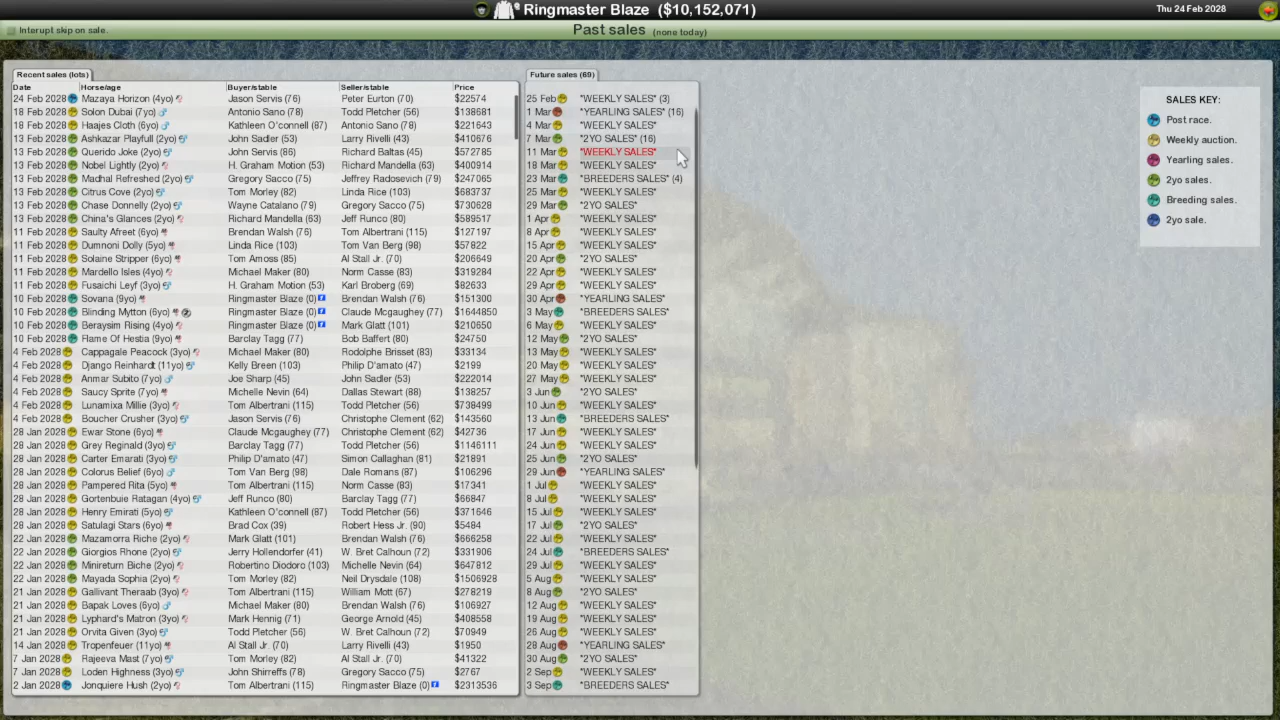 Ringmaster Blaze ($10,152,071)
Thu 24 Feb 2028
Interupt skip on sale.
Past sales (none today)
Recent sales (lots)
Date Horse/age Buyer/stable Seller/stable Price
24 Feb 2028 Mazaya Horizon (4yo) Jason Servis (76) Peter Eurton (70) $22574
18 Feb 2028 Solon Dubai (7yo) Antonio Sano (78) Todd Pletcher (56) $138681
18 Feb 2028 Haajes Cloth (6yo) Kathleen O'connell (87) Antonio Sano (78) $221643
13 Feb 2028 Ashkazar Playfull (2yo) John Sadler (53) Larry Rivelli (43) $410676
13 Feb 2028 Querido Joke (2yo) John Servis (86) Richard Baltas (45) $572785
13 Feb 2028 Nobel Lightly (2yo) H. Graham Motion (53) Richard Mandella (63) $400914
13 Feb 2028 Madhal Refreshed (2yo) Gregory Sacco (75) Jeffrey Radosevich (79) $247065
13 Feb 2028 Citrus Cove (2yo) Tom Morley (82) Linda Rice (103) $683737
13 Feb 2028 Chase Donnelly (2yo) Wayne Catalano (79) Gregory Sacco (75) $730628
13 Feb 2028 China's Glances (2yo) Richard Mandella (63) Jeff Runco (80) $589517
11 Feb 2028 Saulty Afreet (6yo) Brendan Walsh (76) Tom Albertrani (115) $127197
11 Feb 2028 Dumnoni Dolly (5yo) Linda Rice (103) Tom Van Berg (98) $57822
11 Feb 2028 Solaine Stripper (6yo) Tom Amoss (85) Al Stall Jr. (70) $206649
11 Feb 2028 Mardello Isles (4yo) Michael Maker (80) Norm Casse (83) $319284
11 Feb 2028 Fusaichi Leyf (3yo) H. Graham Motion (53) Karl Broberg (69) $82633
10 Feb 2028 Sovana (9yo) Ringmaster Blaze (0) Brendan Walsh (76) $151300
10 Feb 2028 Blinding Mytton (6yo) Ringmaster Blaze (0) Claude Mcgaughey (77) $1644850
10 Feb 2028 Beraysim Rising (4yo) Ringmaster Blaze (0) Mark Glatt (101) $210650
10 Feb 2028 Flame Of Hestia (9yo) Barclay Tagg (77) Bob Baffert (80) $24750
4 Feb 2028 Cappagale Peacock (3yo) Michael Maker (80) Rodolphe Brisset (83) $33134
4 Feb 2028 Django Reinhardt (11yo) Kelly Breen (103) Philip D'amato (47) $2199
4 Feb 2028 Anmar Subito (7yo) Joe Sharp (45) John Sadler (53) $222014
4 Feb 2028 Saucy Sprite (7yo) Michelle Nevin (64) Dallas Stewart (88) $138257
4 Feb 2028 Lunamixa Millie (3yo) Tom Albertrani (115) Todd Pletcher (56) $738499
4 Feb 2028 Boucher Crusher (3yo) Jason Servis (76) Christophe Clement (62) $143560
28 Jan 2028 Ewar Stone (6yo) Claude Mcgaughey (77) Christophe Clement (62) $42736
28 Jan 2028 Grey Reginald (3yo) Barclay Tagg (77) Todd Pletcher (56) $1146111
28 Jan 2028 Carter Emarati (3yo) Philip D'amato (47) Simon Callaghan (81) $21891
28 Jan 2028 Colorus Belief (6yo) Tom Van Berg (98) Dale Romans (87) $106296
28 Jan 2028 Pampered Rita (5yo) Tom Albertrani (115) Norm Casse (83) $17341
28 Jan 2028 Gortenbuie Ratagan (4yo) Jeff Runco (80) Barclay Tagg (77) $66847
28 Jan 2028 Henry Emirati (5yo) Kathleen O'connell (87) Gregory Sacco (75) $371646
28 Jan 2028 Satulagi Stars (6yo) Brad Cox (39) Robert Hess Jr. (90) $5484
22 Jan 2028 Mazamorra Riche (2yo) Mark Glatt (101) Brendan Walsh (76) $666258
22 Jan 2028 Giorgios Rhone (2yo) Jerry Hollendorfer (41) W. Bret Calhoun (72) $331906
22 Jan 2028 Minireturn Biche (2yo) Robertino Diodoro (103) Michelle Nevin (64) $647812
22 Jan 2028 Mayada Sophia (2yo) Tom Morley (82) Neil Drysdale (108) $1506928
21 Jan 2028 Gallivant Theraab (3yo) Tom Albertrani (115) William Mott (67) $278219
21 Jan 2028 Bapak Loves (6yo) Michael Maker (80) Brendan Walsh (76) $106927
21 Jan 2028 Lyphard's Matron (3yo) Mark Hennig (71) George Arnold (45) $408558
21 Jan 2028 Orvita Given (3yo) Todd Pletcher (56) W. Bret Calhoun (72) $70949
14 Jan 2028 Tropenfeuer (11yo) Al Stall Jr. (70) Larry Rivelli (43) $1950
7 Jan 2028 Rajeeva Mast (7yo) Tom Morley (82) Al Stall Jr. (70) $41322
7 Jan 2028 Loden Highness (3yo) John Shirreffs (78) Gregory Sacco (75) $2767
2 Jan 2028 Jonquiere Hush (2yo) Tom Albertrani (115) Ringmaster Blaze (0) $2313536
Future sales (69)
25 Feb "WEEKLY SALES" (3)
1 Mar "YEARLING SALES" (16)
4 Mar "WEEKLY SALES"
7 Mar "2YO SALES" (16)
11 Mar "WEEKLY SALES"
18 Mar "WEEKLY SALES"
23 Mar "BREEDERS SALES" (4)
25 Mar "WEEKLY SALES"
29 Mar "2YO SALES"
1 Apr "WEEKLY SALES"
8 Apr "WEEKLY SALES"
15 Apr "WEEKLY SALES"
20 Apr "2YO SALES"
22 Apr "WEEKLY SALES"
29 Apr "WEEKLY SALES"
30 Apr "YEARLING SALES"
3 May "BREEDERS SALES"
6 May "WEEKLY SALES"
12 May "2YO SALES"
13 May "WEEKLY SALES"
20 May "WEEKLY SALES"
27 May "WEEKLY SALES"
3 Jun "2YO SALES"
10 Jun "WEEKLY SALES"
13 Jun "BREEDERS SALES"
17 Jun "WEEKLY SALES"
24 Jun "WEEKLY SALES"
25 Jun "2YO SALES"
29 Jun "YEARLING SALES"
1 Jul "WEEKLY SALES"
8 Jul "WEEKLY SALES"
15 Jul "WEEKLY SALES"
17 Jul "2YO SALES"
22 Jul "WEEKLY SALES"
24 Jul "BREEDERS SALES"
29 Jul "WEEKLY SALES"
5 Aug "WEEKLY SALES"
8 Aug "2YO SALES"
12 Aug "WEEKLY SALES"
19 Aug "WEEKLY SALES"
26 Aug "WEEKLY SALES"
28 Aug "YEARLING SALES"
30 Aug "2YO SALES"
2 Sep "WEEKLY SALES"
3 Sep "BREEDERS SALES"
SALES KEY:
Post race.
Weekly auction.
Yearling sales.
2yo sales.
Breeding sales.
2yo sale.